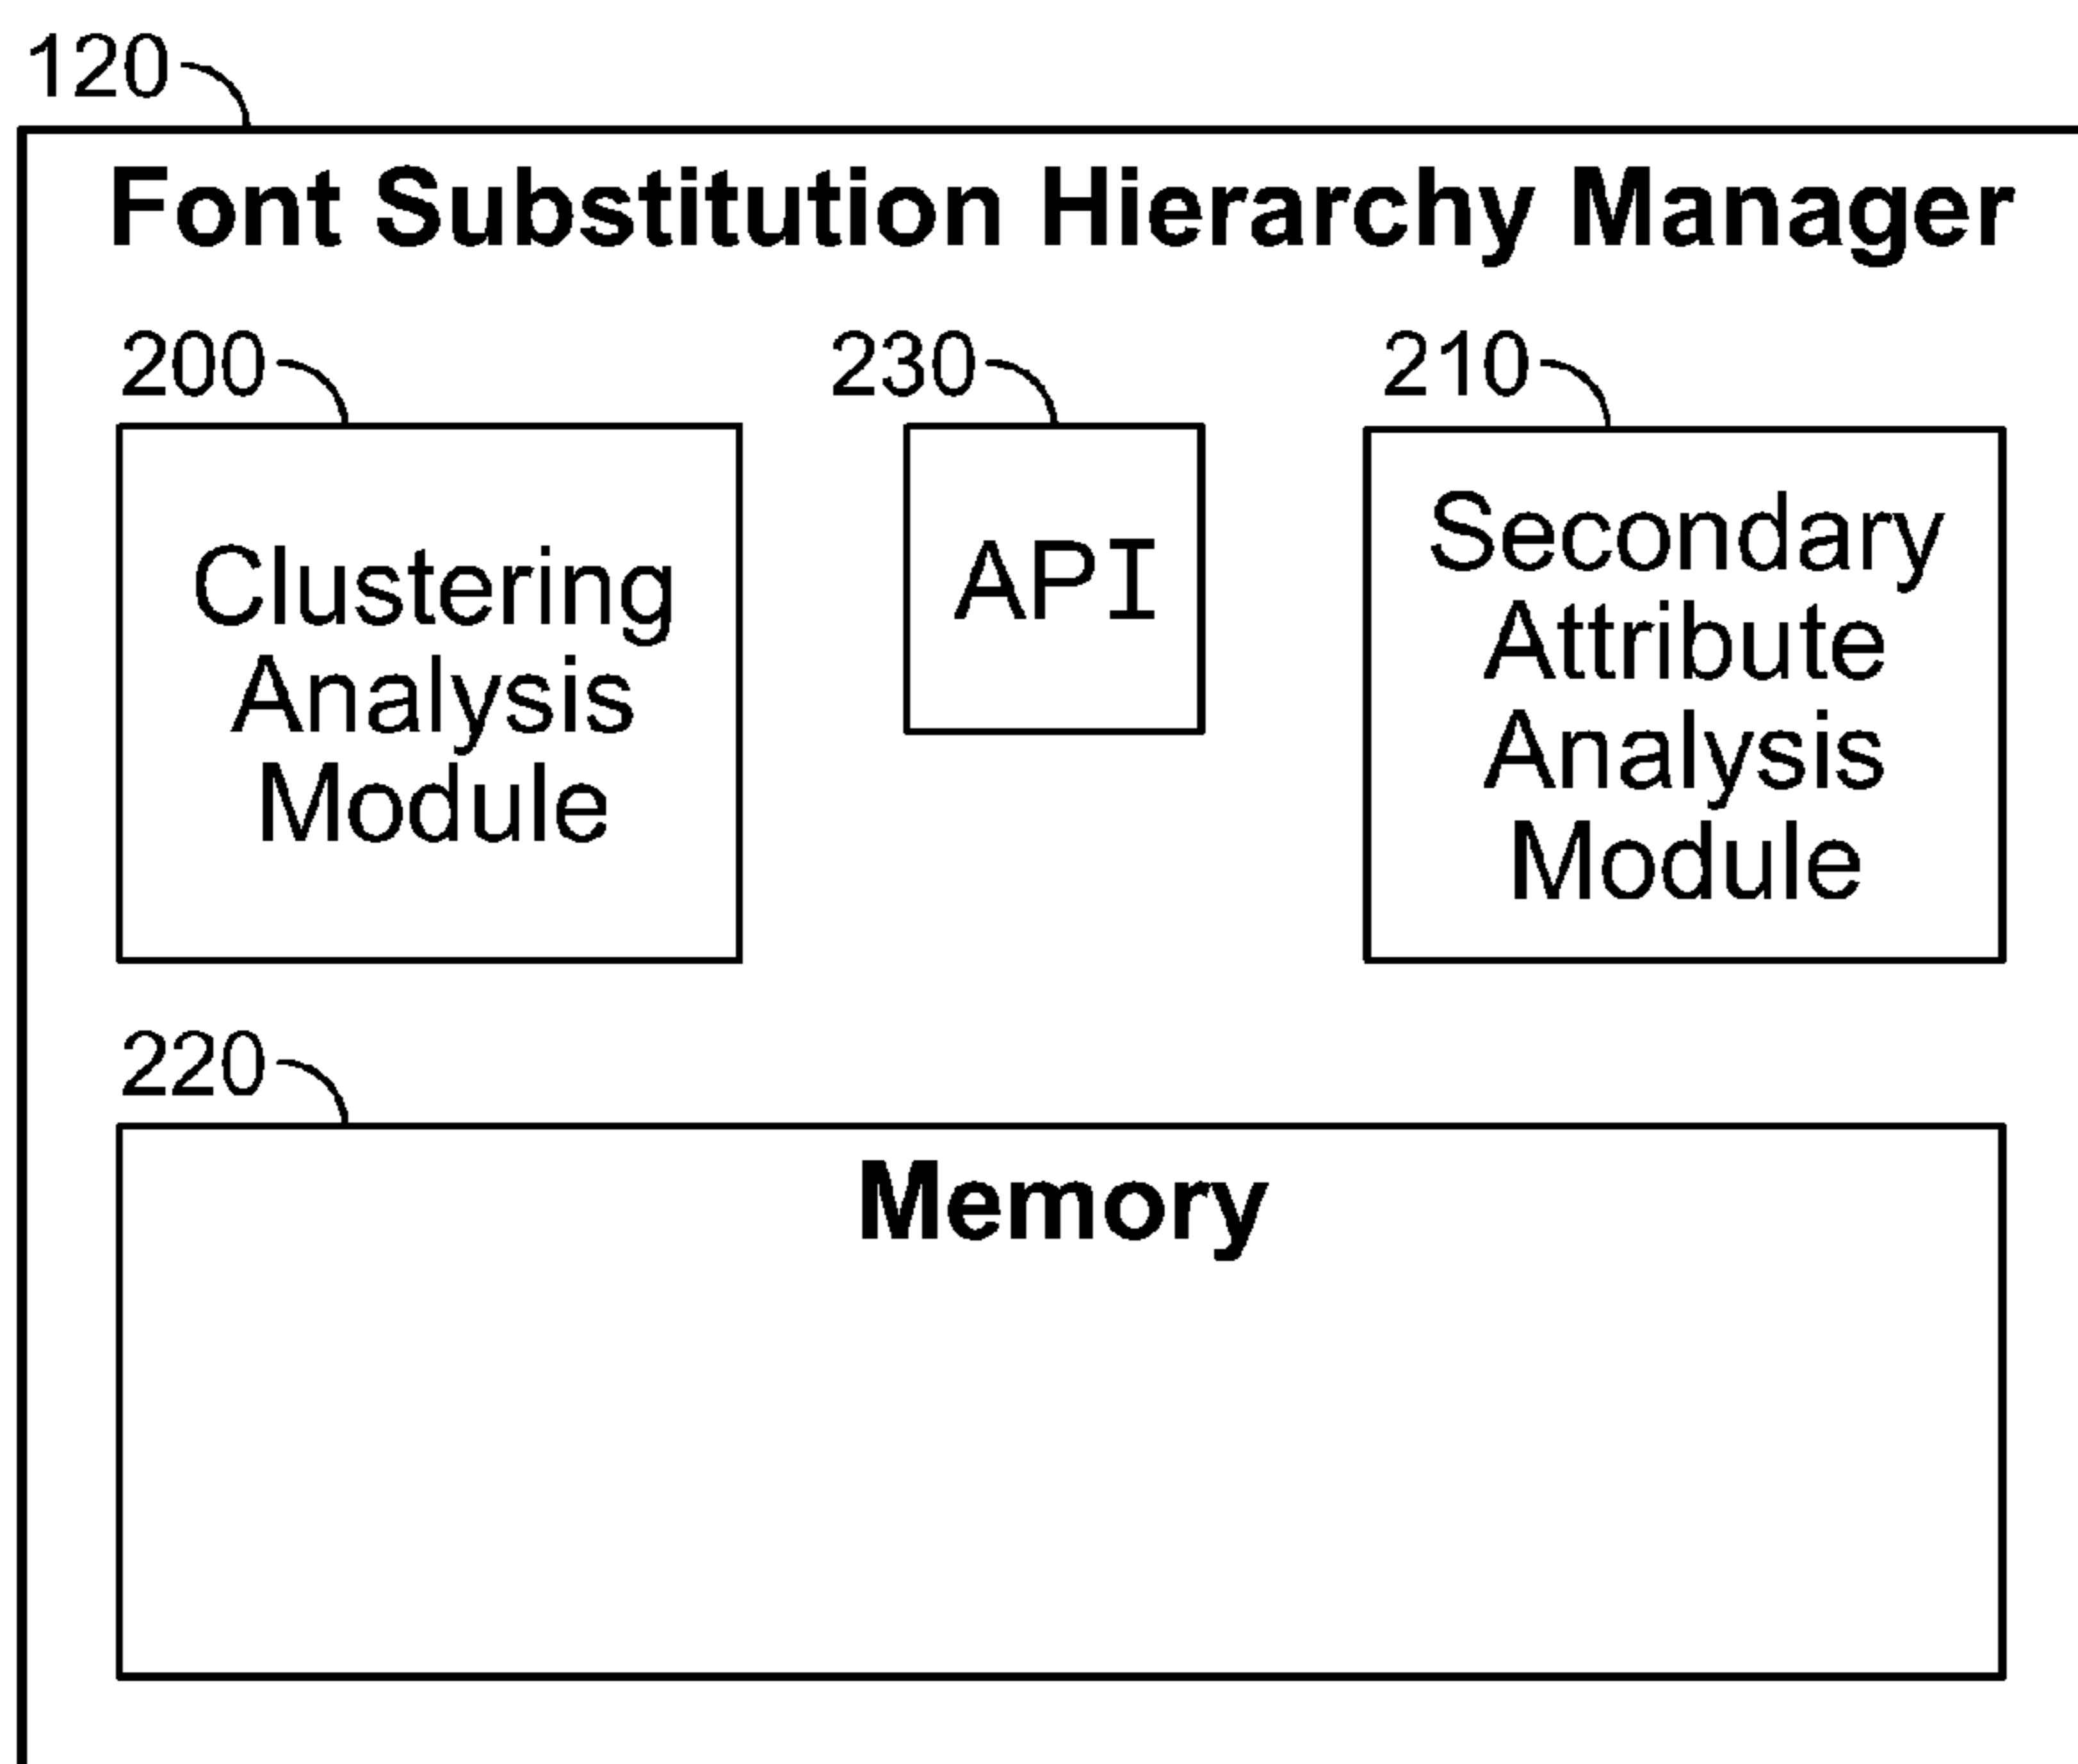 120
Font Substitution Hierarchy Manager
200
Clustering
Analysis
Module
230
API
210
Secondary
Attribute
Analysis
Module
220
Memory